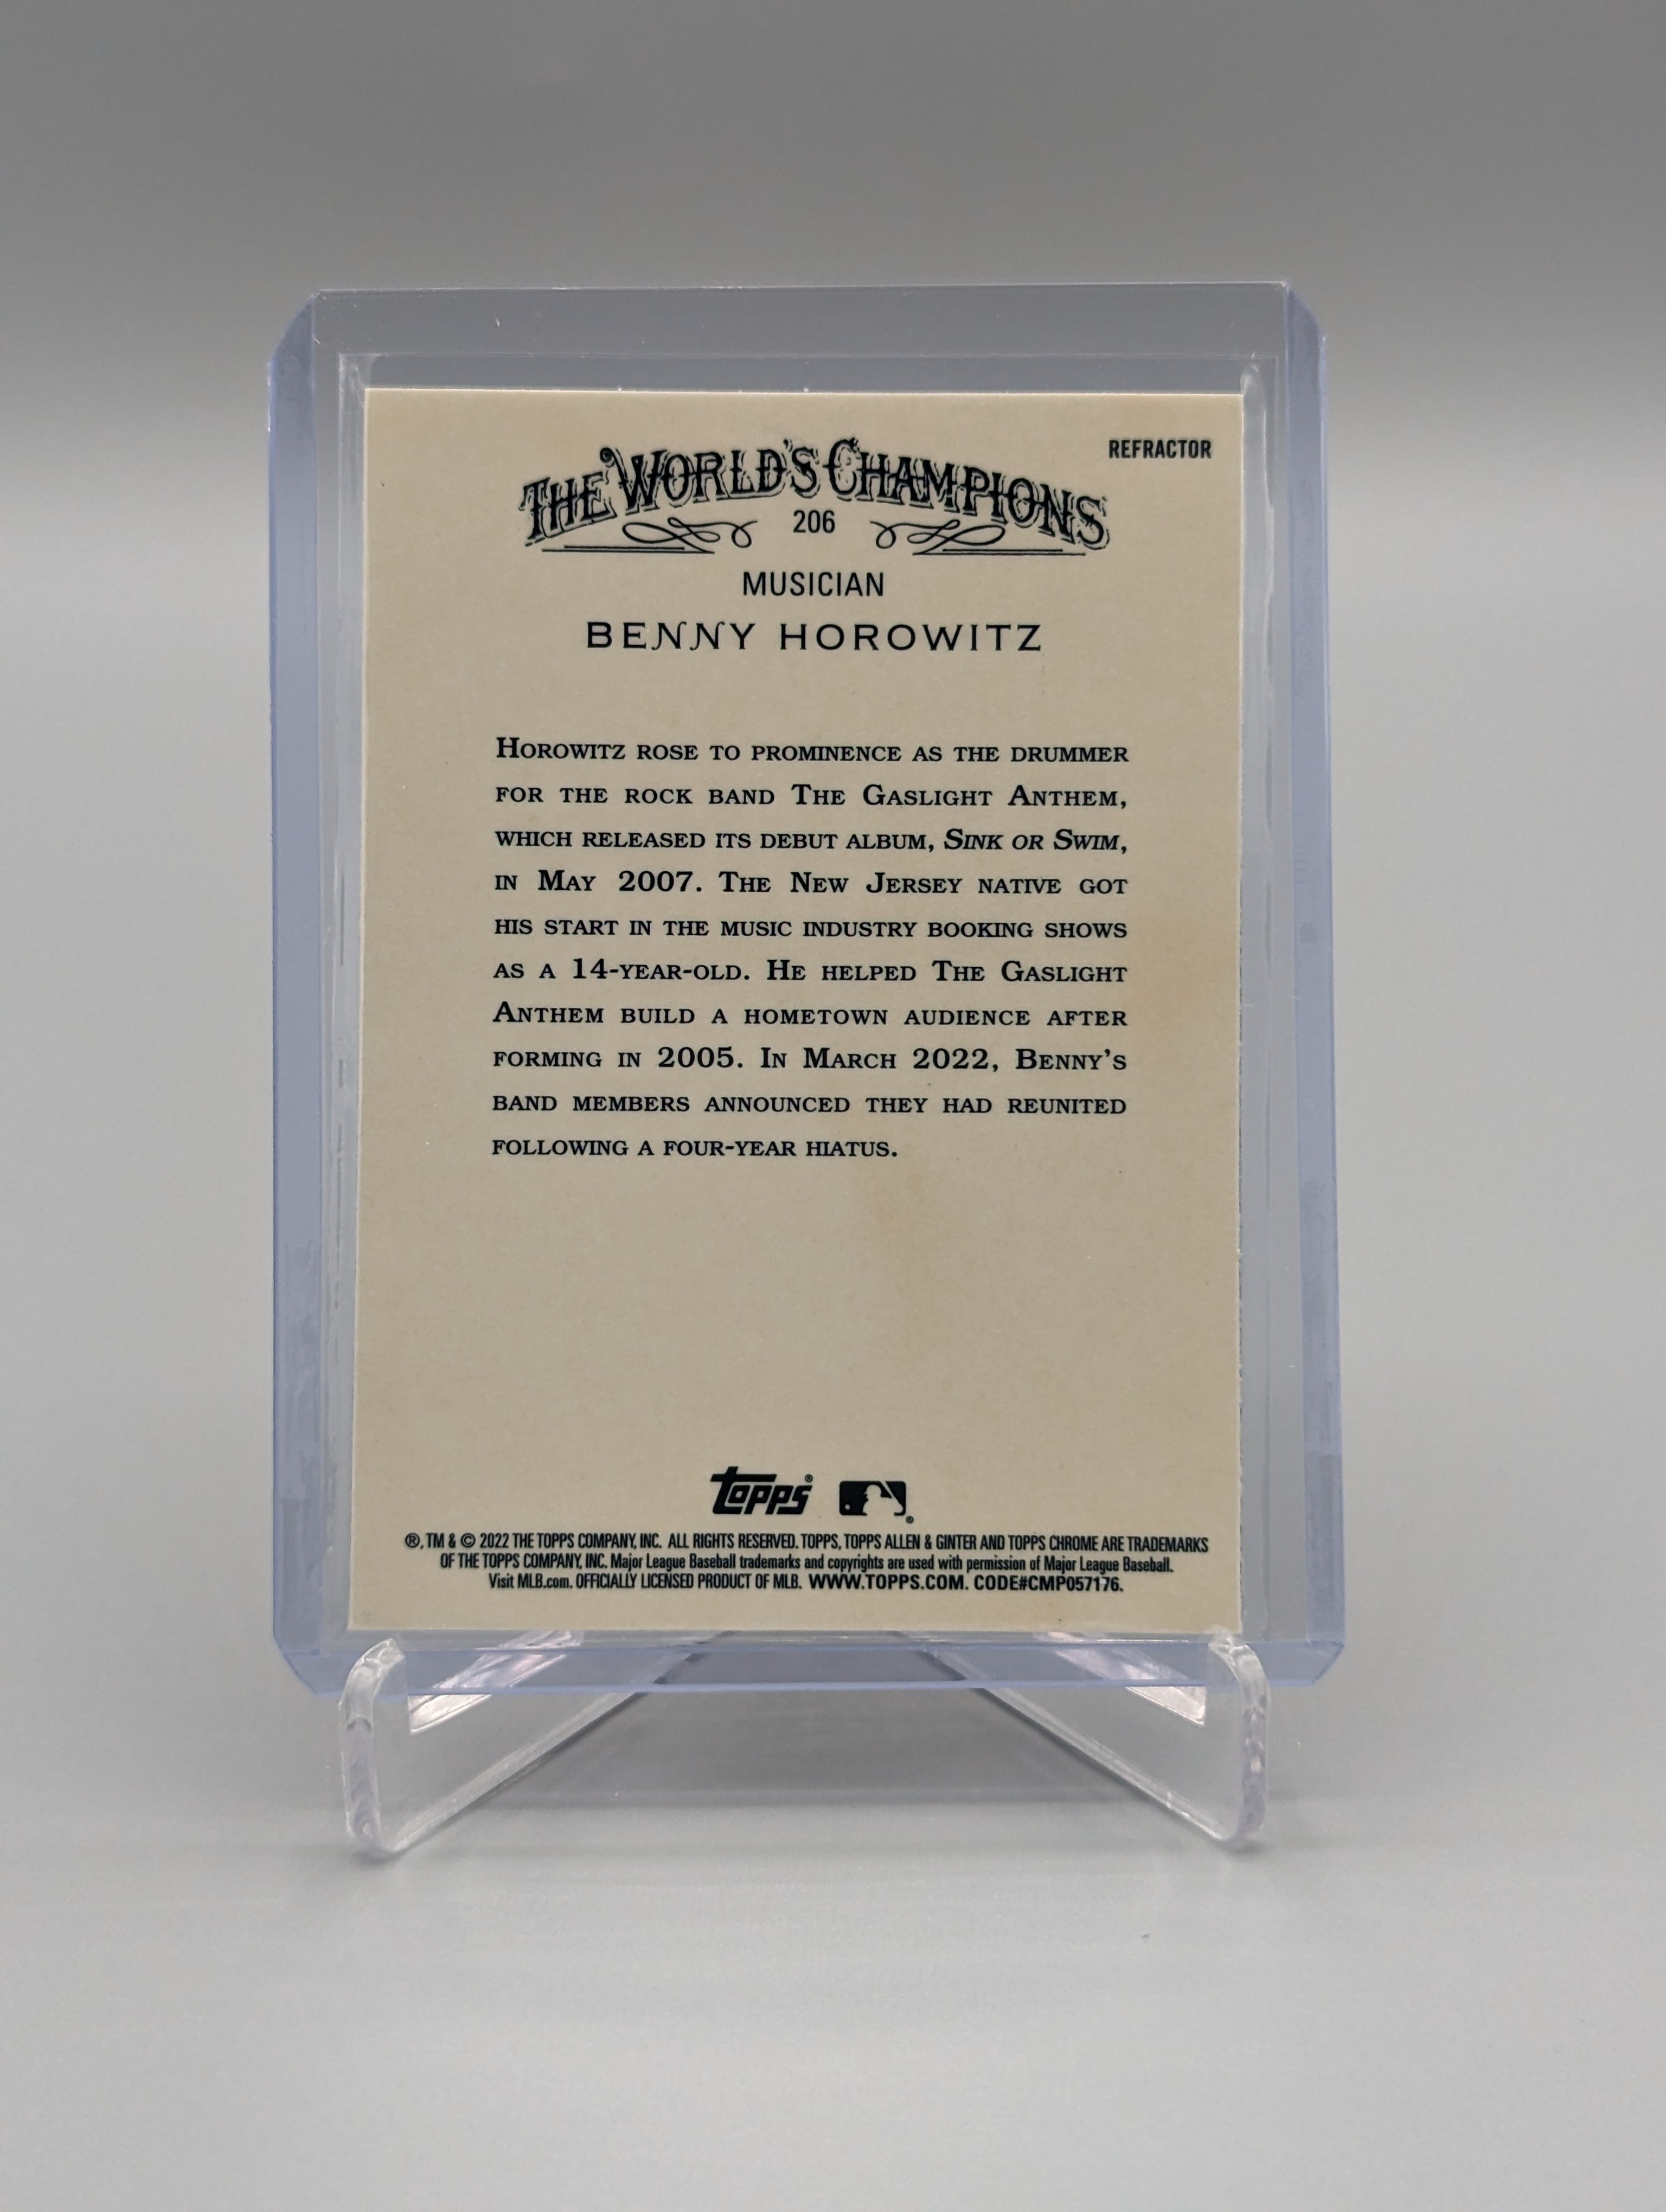 REFRACTOR
THE WORLD'S CHAMPIONS
206
MUSICIAN
BENNY HOROWITZ
HOROWITZ ROSE TO PROMINENCE AS THE DRUMMER
FOR THE ROCK BAND THE GASLIGHT ANTHEM,
WHICH RELEASED ITS DEBUT ALBUM, SINK OR SWIM,
IN MAY 2007. THE NEW JERSEY NATIVE GOT
HIS START IN THE MUSIC INDUSTRY BOOKING SHOWS
AS A 14-YEAR-OLD. HE HELPED THE GASLIGHT
ANTHEM BUILD A HOMETOWN AUDIENCE AFTER
FORMING IN 2005. IN MARCH 2022, BENNY'S
BAND MEMBERS ANNOUNCED THEY HAD REUNITED
FOLLOWING A FOUR-YEAR HIATUS.
Topps® ®
®, TM & © 2022 THE TOPPS COMPANY, INC. ALL RIGHTS RESERVED. TOPPS, TOPPS ALLEN & GINTER AND TOPPS CHROME ARE TRADEMARKS
OF THE TOPPS COMPANY, INC. Major League Baseball trademarks and copyrights are used with permission of Major League Baseball.
Visit MLB.com. OFFICIALLY LICENSED PRODUCT OF MLB. WWW.TOPPS.COM. CODE#CMP057176.